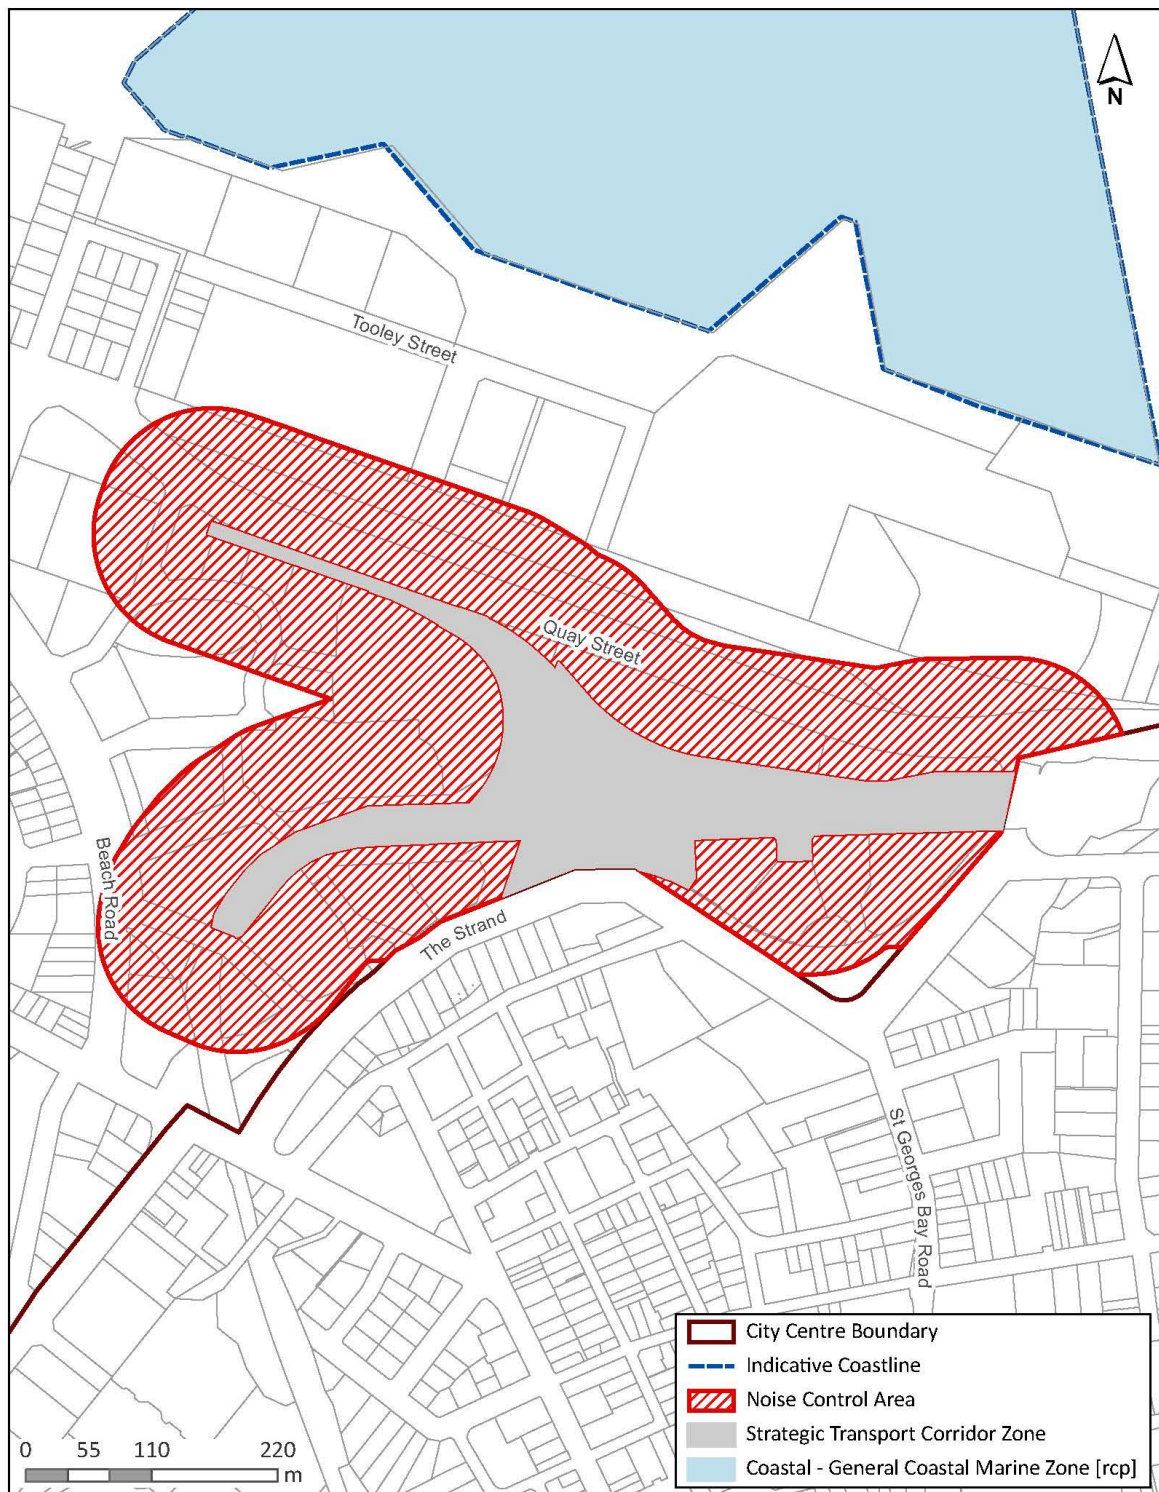 N
Tooley Street
Quay Street
Beach Road
The Strand
St Georges Bay Road
City Centre Boundary
Indicative Coastline
Noise Control Area
Strategic Transport Corridor Zone
Coastal - General Coastal Marine Zone [rcp]
0 55 110 220
m